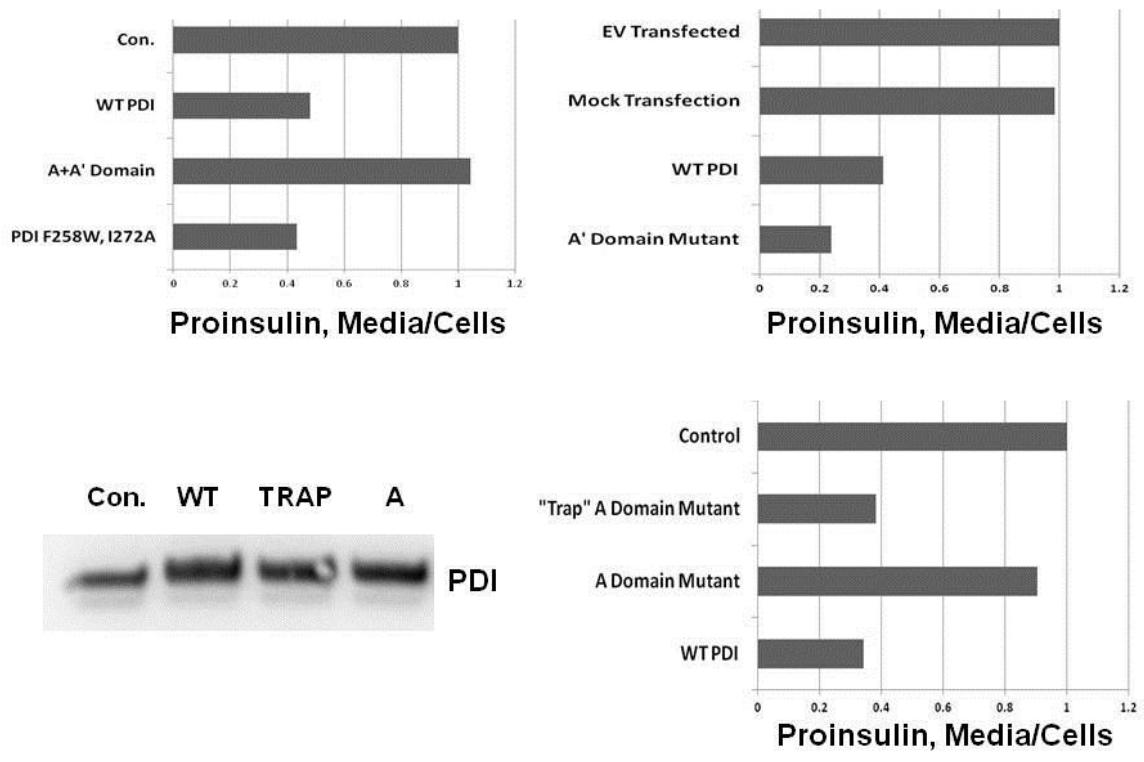 Con.
WT PDI
A+A' Domain
PDI F258W, I272A
0 0.2 0.4 0.6 0.8 1 1.2
Proinsulin, Media/Cells
EV Transfected
Mock Transfection
WT PDI
A' Domain Mutant
0 0.2 0.4 0.6 0.8 1 1.2
Proinsulin, Media/Cells
Con. WT TRAP A
PDI
Control
"Trap" A Domain Mutant
A Domain Mutant
WT PDI
0 0.2 0.4 0.6 0.8 1 1.2
Proinsulin, Media/Cells